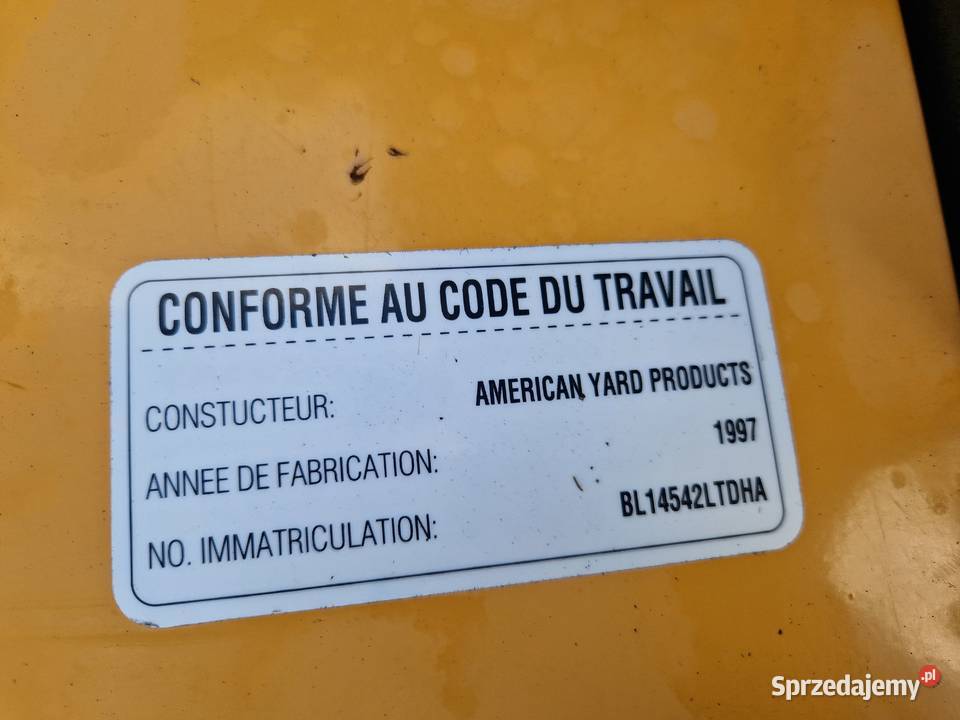 CONFORME AU CODE DU TRAVAIL
CONSTUCTEUR: AMERICAN YARD PRODUCTS
ANNEE DE FABRICATION: 1997
NO. IMMATRICULATION: BL14542LTDHA
Sprzedajemy.pl